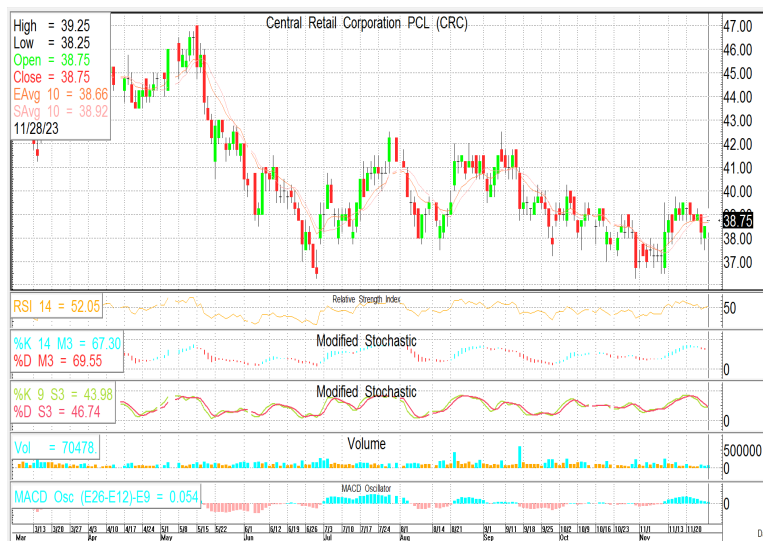 Central Retail Corporation PCL (CRC)
High = 39.25
Low = 38.25
Open = 38.75
Close = 38.75
EAvg 10 = 38.66
SAvg 10 = 38.92
11/28/23
47.00
46.00
45.00
44.00
43.00
42.00
41.00
40.00
39.00
38.75
38.00
37.00
Relative Strength Index
RSI 14 = 52.05
50
Modified Stochastic
%K 14 M3 = 67.30
%D M3 = 69.55
0
Modified Stochastic
%K 9 S3 = 43.98
%D S3 = 46.74
0
Volume
Vol = 70478
500000
0
MACD Oscillator
MACD Osc (E26-E12)-E9 = 0.054
0
3/13 3/20 3/27 4/3 4/10 4/17 4/24 5/1 5/8 5/15 5/22 6/1 6/12 6/19 6/26 7/3 7/10 7/17 7/24 8/1 8/14 8/21 9/1 9/11 9/18 9/25 10/2 10/9 10/16 10/23 11/1 11/13 11/20
Mar Apr May Jun Jul Aug Sep Oct Nov